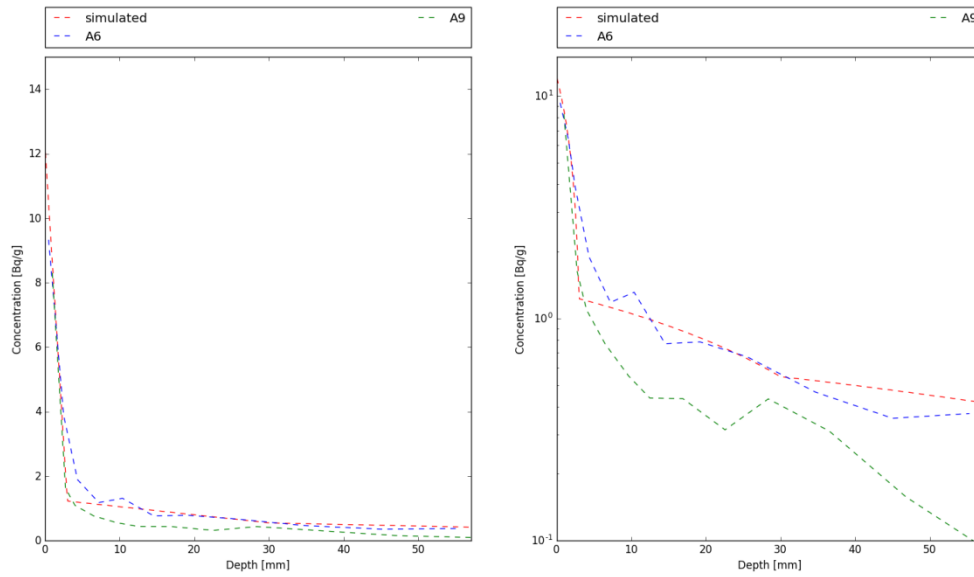 simulated
A6
A9
14
12
10
8
6
4
2
0
Concentration [Bq/g]
0 10 20 30 40 50
Depth [mm]
simulated
A6
A9
10¹
10⁰
10⁻¹
Concentration [Bq/g]
0 10 20 30 40 50
Depth [mm]